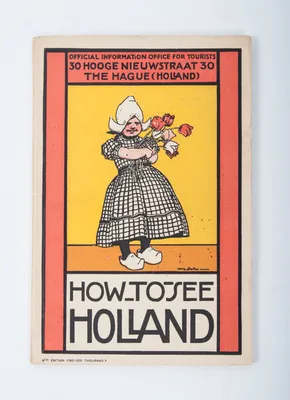 OFFICIAL INFORMATION OFFICE FOR TOURISTS
30 HOOGE NIEUWSTRAAT 30
THE HAGUE (HOLLAND)
HOW TO SEE
HOLLAND